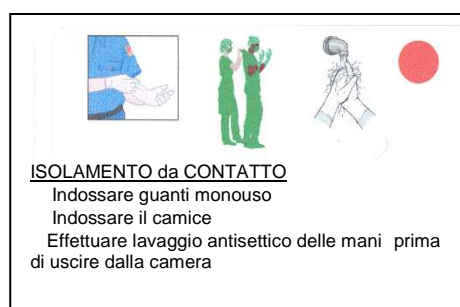 ISOLAMENTO da CONTATTO
Indossare guanti monouso
Indossare il camice
Effettuare lavaggio antisettico delle mani prima
di uscire dalla camera